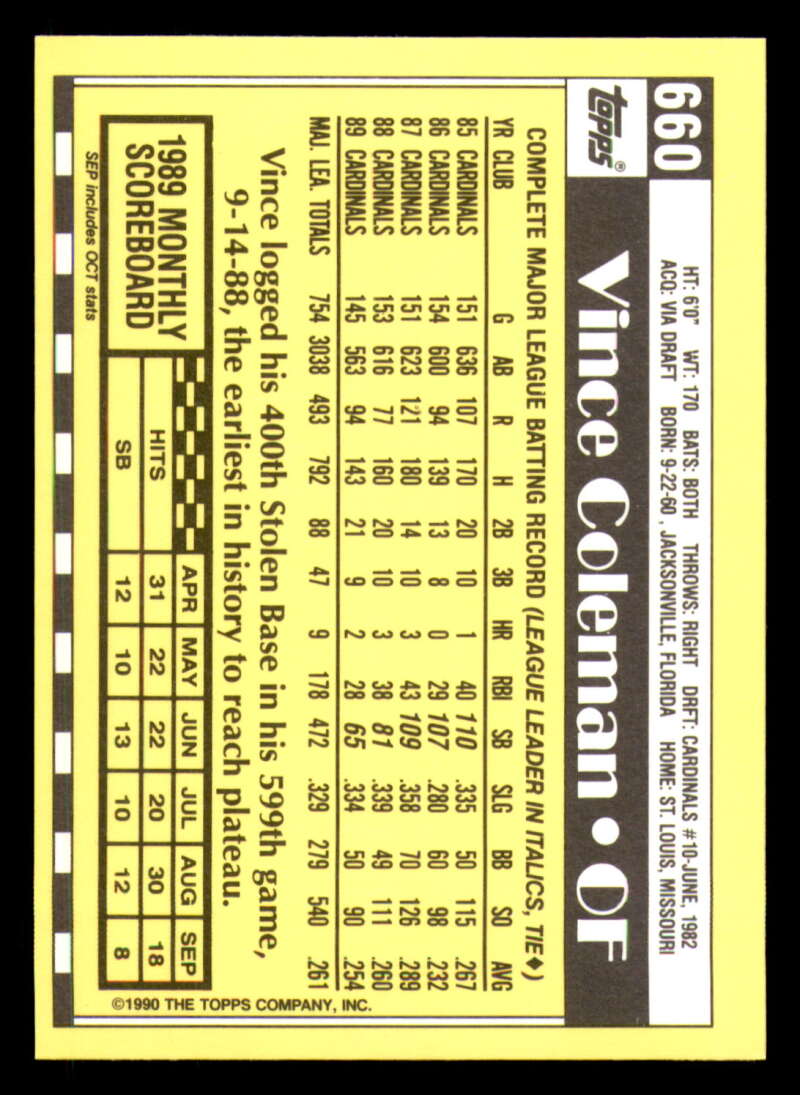 660
HT: 6'0" WT: 170 BATS: BOTH THROWS: RIGHT DRFT: CARDINALS #10-JUNE, 1982
ACQ: VIA DRAFT BORN: 9-22-60, JACKSONVILLE, FLORIDA HOME: ST. LOUIS, MISSOURI
topps®
Vince Coleman • OF
COMPLETE MAJOR LEAGUE BATTING RECORD (LEAGUE LEADER IN ITALICS, TIE♦)
YR CLUB G AB R H 2B 3B HR RBI SB SLG BB SO AVG
85 CARDINALS 151 636 107 170 20 10 1 40 110 .335 50 115 .267
86 CARDINALS 154 600 94 139 13 8 0 29 107 .280 60 98 .232
87 CARDINALS 151 623 121 180 14 10 3 43 109 .358 70 126 .289
88 CARDINALS 153 616 77 160 20 10 3 38 81 .339 49 111 .260
89 CARDINALS 145 563 94 143 21 9 2 28 65 .334 50 90 .254
MAJ. LEA. TOTALS 754 3038 493 792 88 47 9 178 472 .329 279 540 .261
Vince logged his 400th Stolen Base in his 599th game,
9-14-88, the earliest in history to reach plateau.
1989 MONTHLY
SCOREBOARD
APR MAY JUN JUL AUG SEP
HITS 31 22 22 20 30 18
SB 12 10 13 10 12 8
SEP includes OCT stats
©1990 THE TOPPS COMPANY, INC.